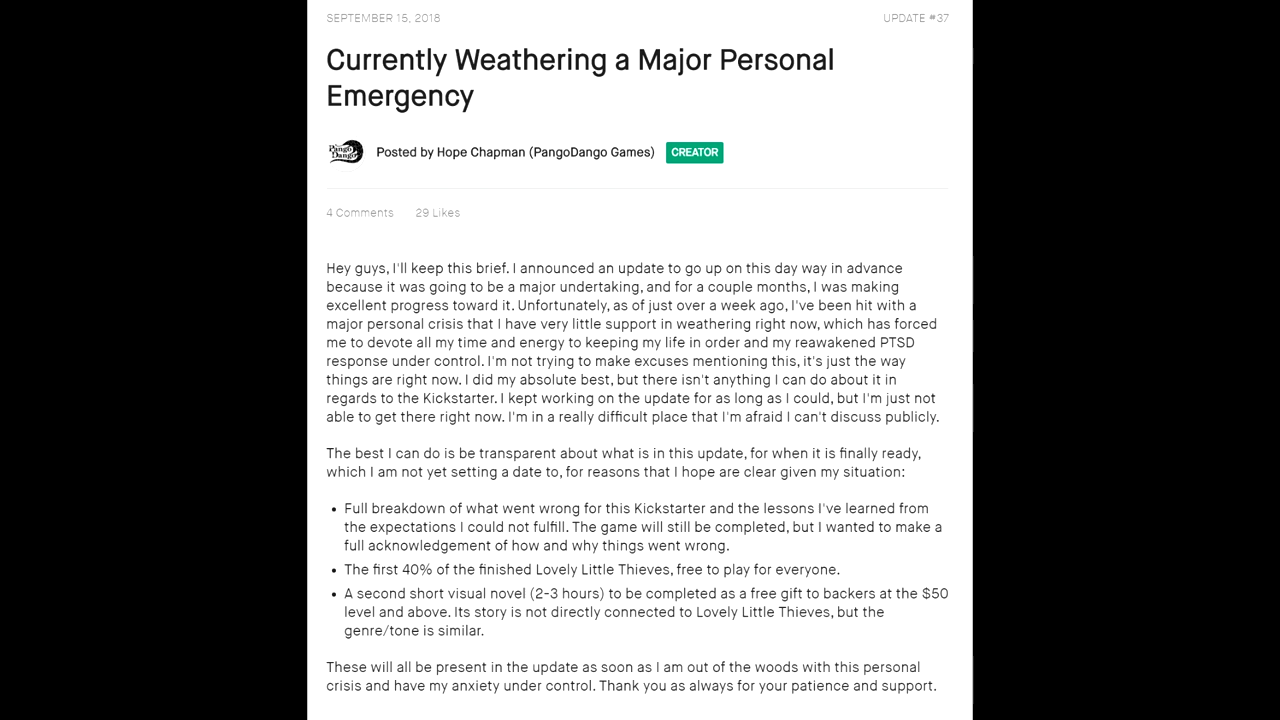 SEPTEMBER 15, 2018
UPDATE #37
Currently Weathering a Major Personal
Emergency
Pango
Dango
Posted by Hope Chapman (PangoDango Games)
CREATOR
4 Comments
29 Likes
Hey guys, I'll keep this brief. I announced an update to go up on this day way in advance
because it was going to be a major undertaking, and for a couple months, I was making
excellent progress toward it. Unfortunately, as of just over a week ago, I've been hit with a
major personal crisis that I have very little support in weathering right now, which has forced
me to devote all my time and energy to keeping my life in order and my reawakened PTSD
response under control. I'm not trying to make excuses mentioning this, it's just the way
things are right now. I did my absolute best, but there isn't anything I can do about it in
regards to the Kickstarter. I kept working on the update for as long as I could, but I'm just not
able to get there right now. I'm in a really difficult place that I'm afraid I can't discuss publicly.
The best I can do is be transparent about what is in this update, for when it is finally ready,
which I am not yet setting a date to, for reasons that I hope are clear given my situation:
• Full breakdown of what went wrong for this Kickstarter and the lessons I've learned from
the expectations I could not fulfill. The game will still be completed, but I wanted to make a
full acknowledgement of how and why things went wrong.
• The first 40% of the finished Lovely Little Thieves, free to play for everyone.
• A second short visual novel (2-3 hours) to be completed as a free gift to backers at the $50
level and above. Its story is not directly connected to Lovely Little Thieves, but the
genre/tone is similar.
These will all be present in the update as soon as I am out of the woods with this personal
crisis and have my anxiety under control. Thank you as always for your patience and support.